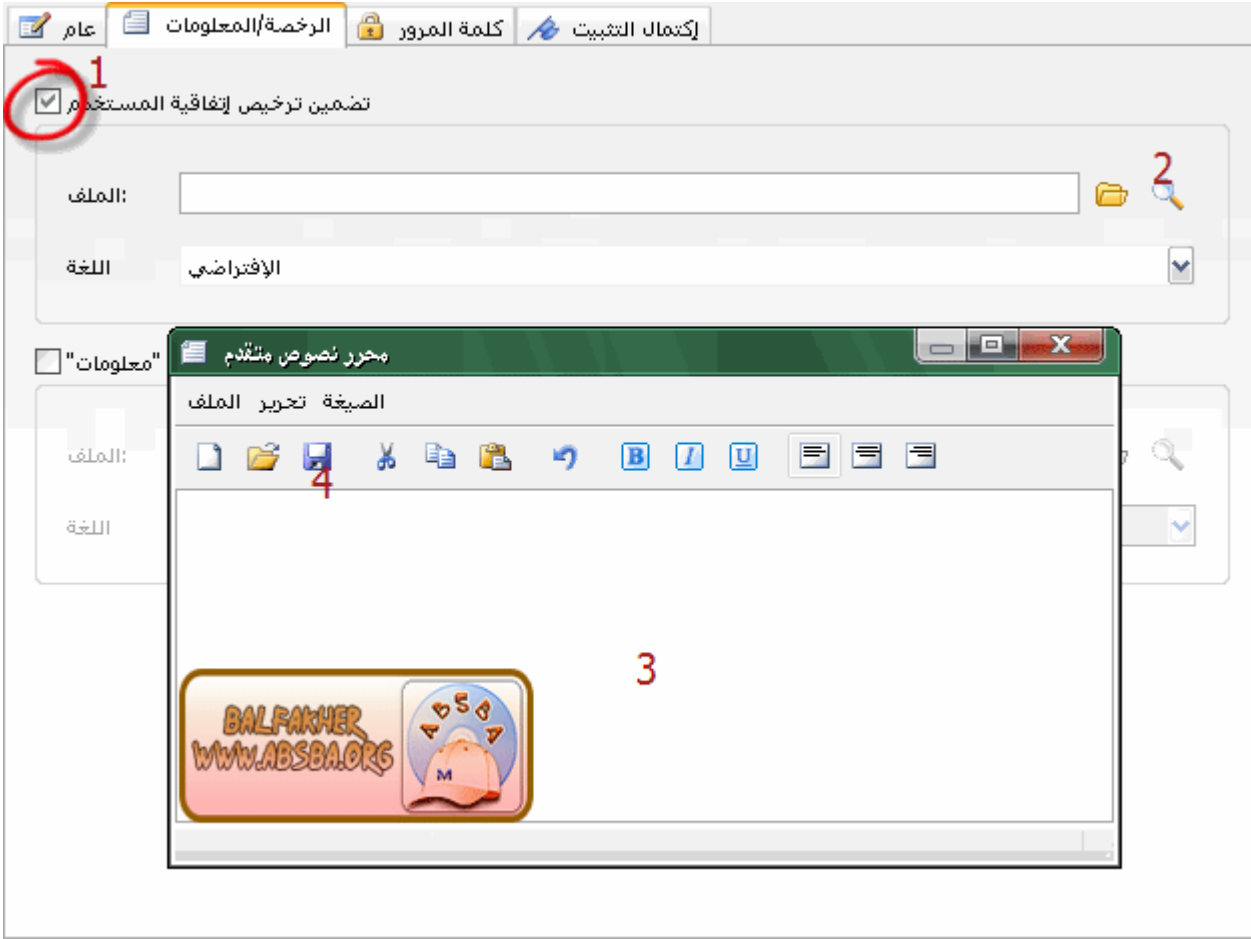 عام الرخصة/المعلومات كلمة المرور إكتمال التثبيت
1
تضمين ترخيص إتفاقية المستخدم
2
الملف:
اللغة الإفتراضي
محرر نصوص متقدم
"معلومات"
الصيغة تحرير الملف
B I U
الملف:
4
اللغة
3
BALFAKHER
WWW.ABSBA.ORG
ABSBA
M